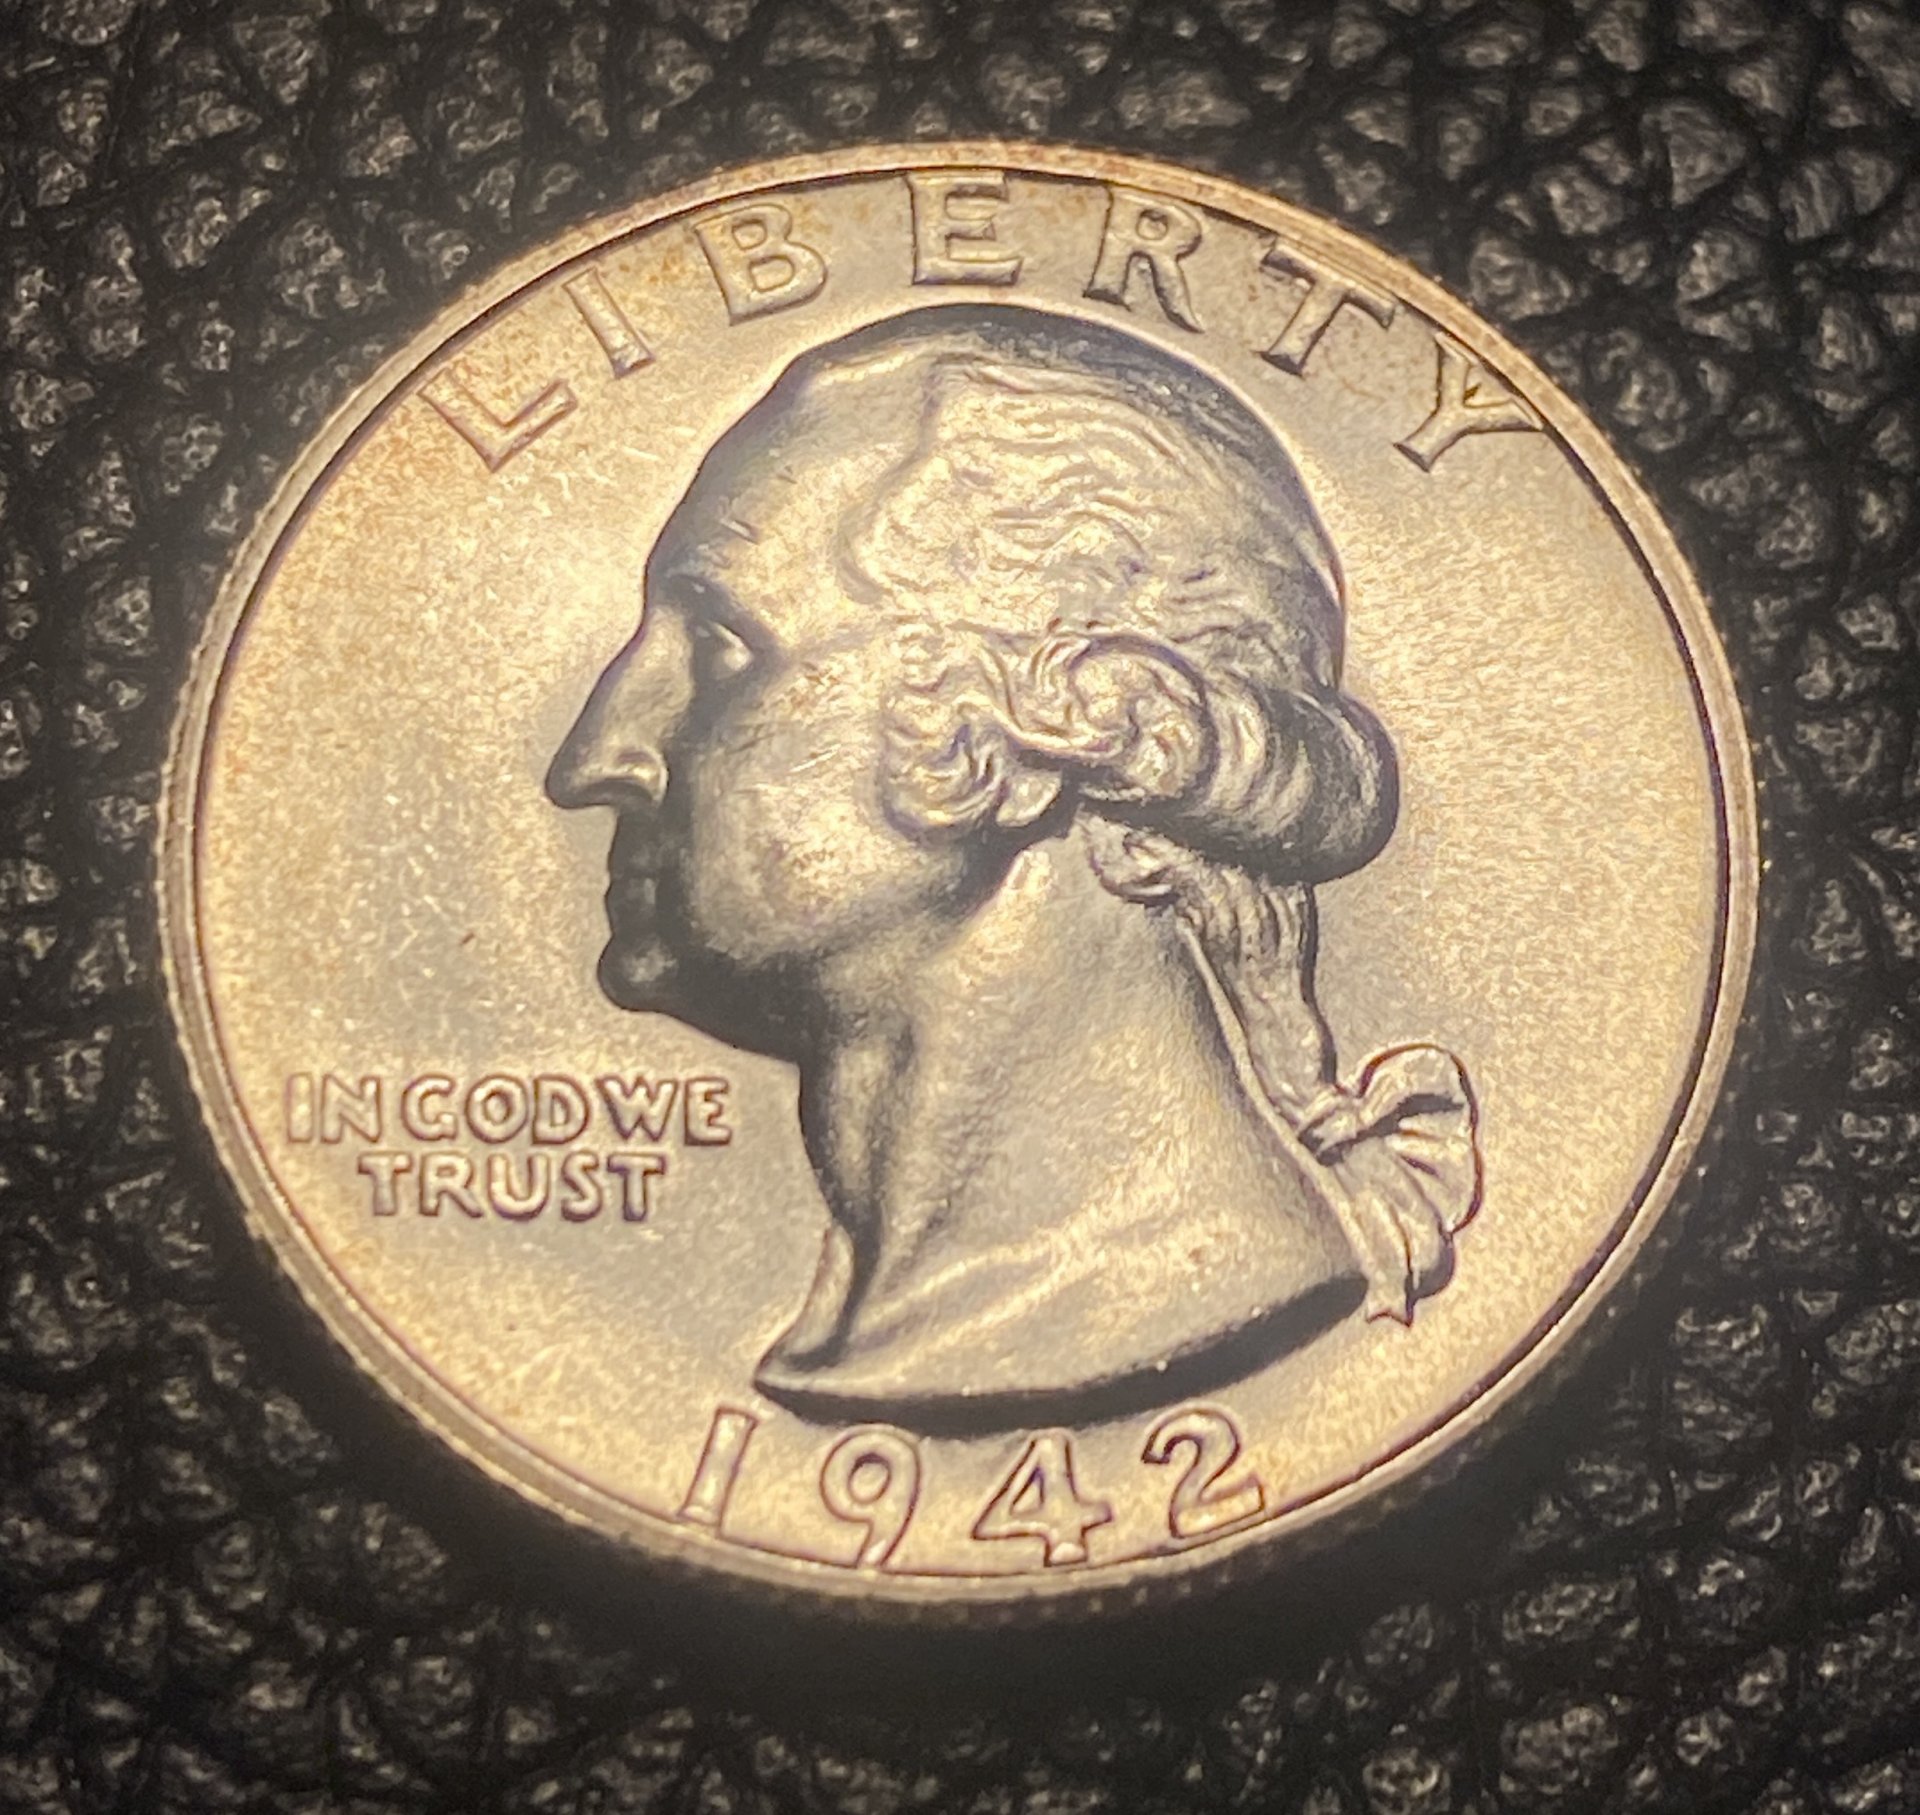 LIBERTY
IN GOD WE
TRUST
1942